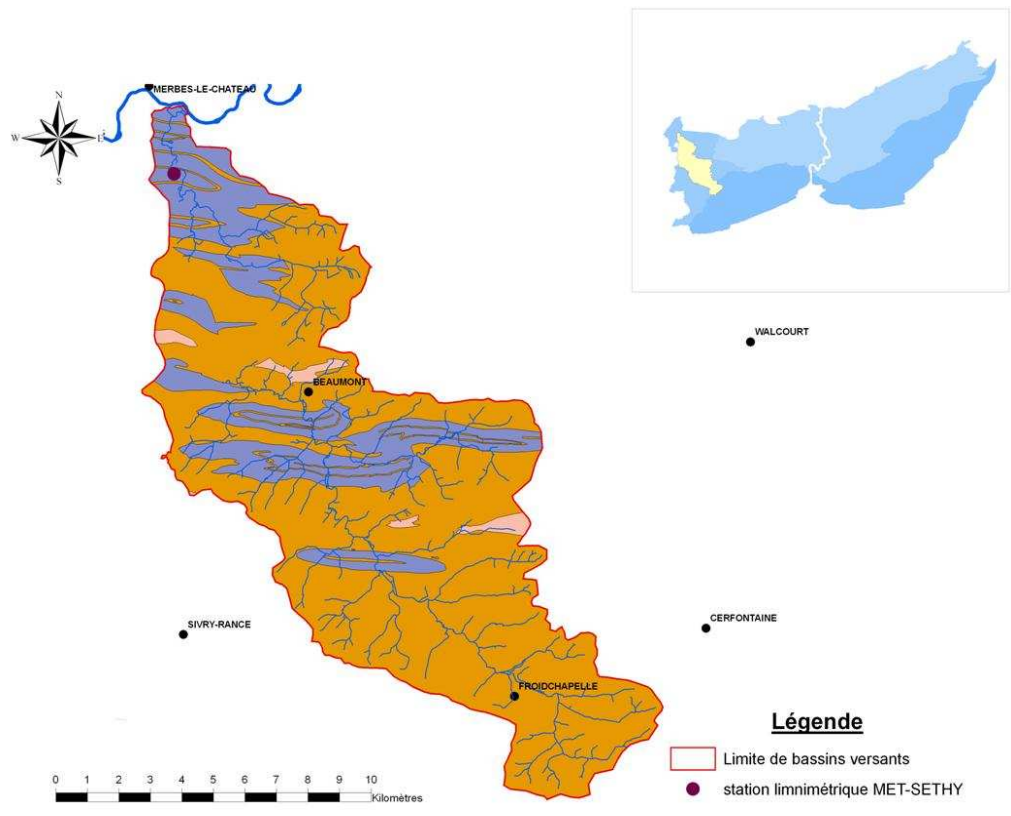 MERBES-LE-CHATEAU
N
W
E
S
WALCOURT
BEAUMONT
SIVRY-RANCE
CERFONTAINE
FROIDCHAPELLE
Légende
Limite de bassins versants
station limnimétrique MET-SETHY
0 1 2 3 4 5 6 7 8 9 10
Kilomètres